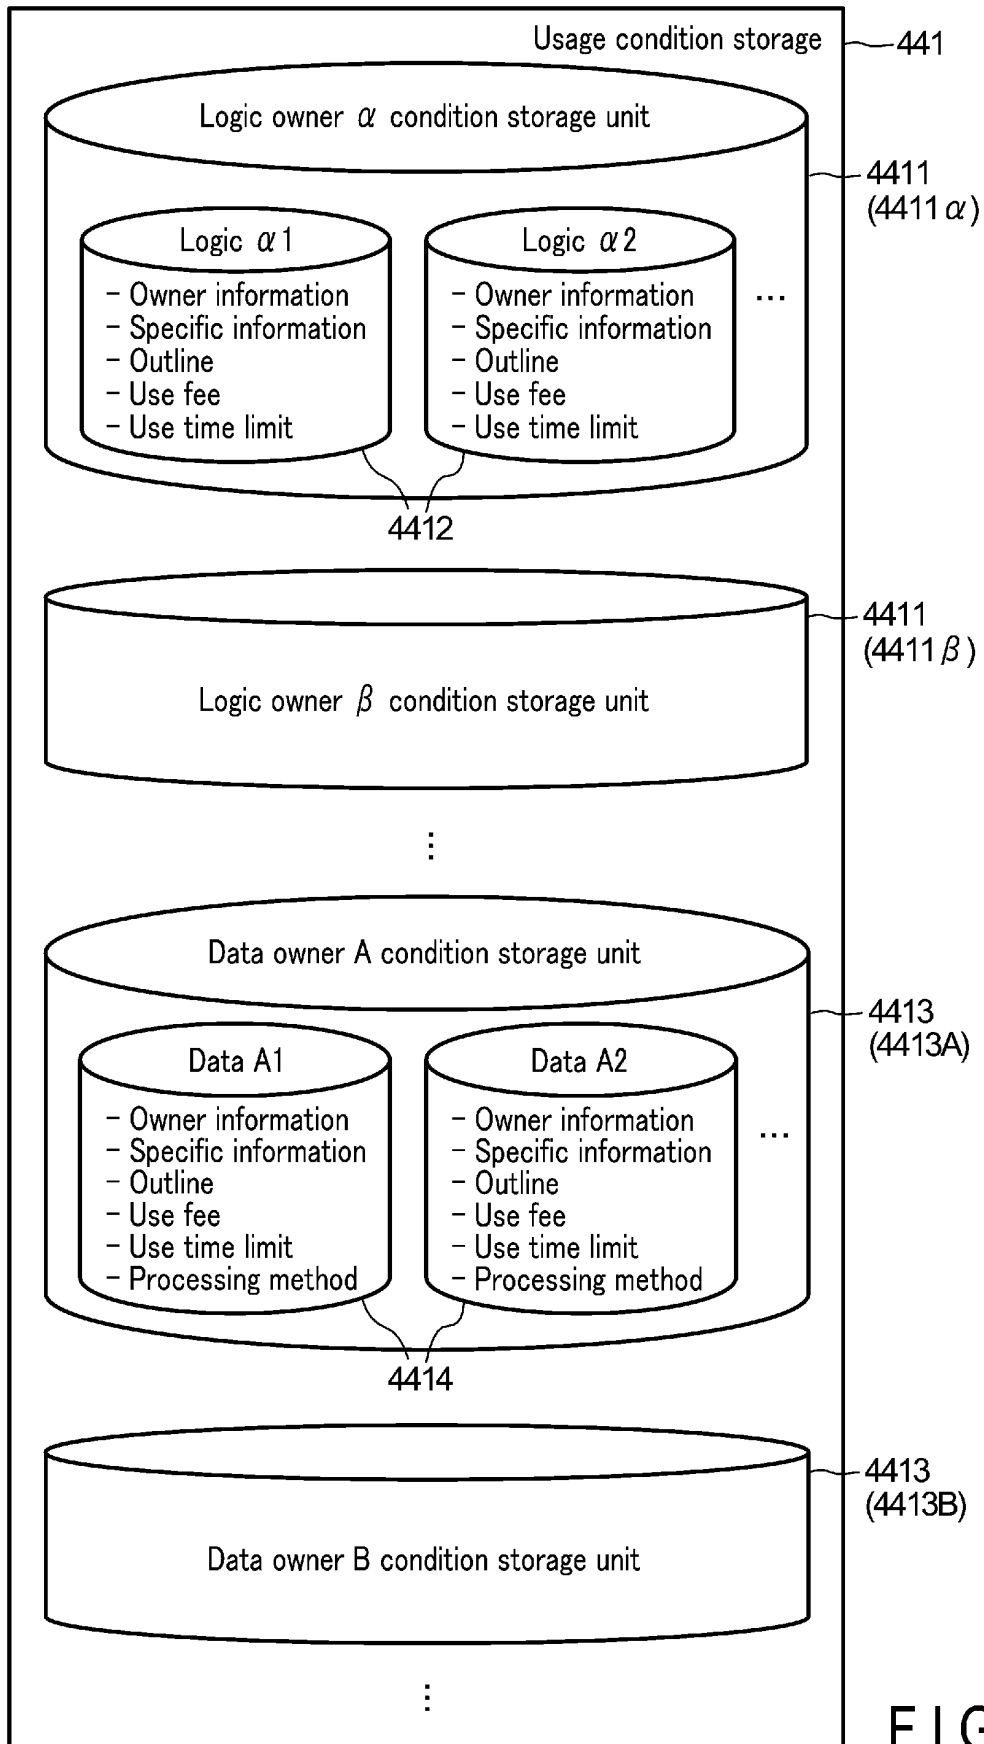 Usage condition storage
441
Logic owner α condition storage unit
4411
(4411α)
Logic α1
- Owner information
- Specific information
- Outline
- Use fee
- Use time limit
Logic α2
- Owner information
- Specific information
- Outline
- Use fee
- Use time limit
...
4412
4411
(4411β)
Logic owner β condition storage unit
⋮
Data owner A condition storage unit
4413
(4413A)
Data A1
- Owner information
- Specific information
- Outline
- Use fee
- Use time limit
- Processing method
Data A2
- Owner information
- Specific information
- Outline
- Use fee
- Use time limit
- Processing method
...
4414
4413
(4413B)
Data owner B condition storage unit
⋮